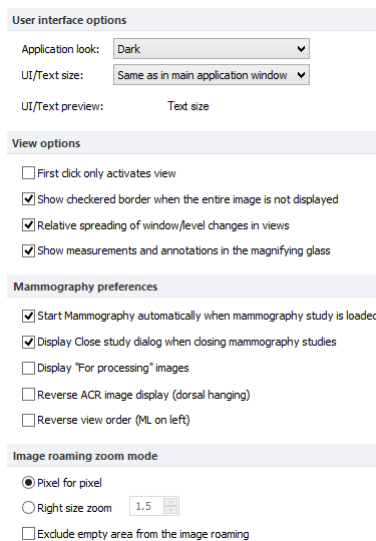 User interface options
Application look: Dark
UI/Text size: Same as in main application window
UI/Text preview: Text size
View options
First click only activates view
Show checkered border when the entire image is not displayed
Relative spreading of window/level changes in views
Show measurements and annotations in the magnifying glass
Mammography preferences
Start Mammography automatically when mammography study is loaded
Display Close study dialog when closing mammography studies
Display "For processing" images
Reverse ACR image display (dorsal hanging)
Reverse view order (ML on left)
Image roaming zoom mode
Pixel for pixel
Right size zoom 1.5
Exclude empty area from the image roaming